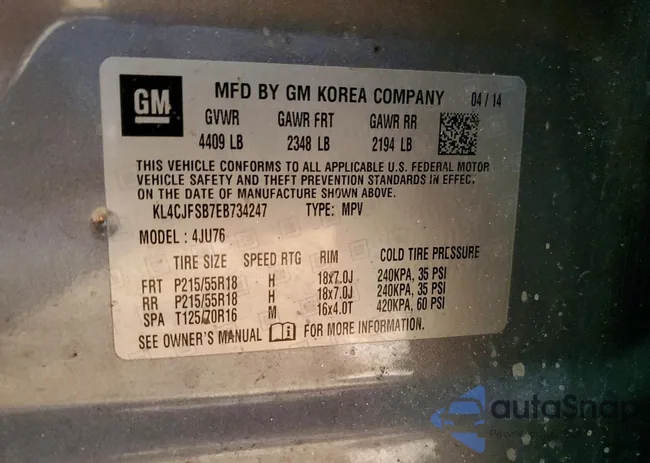 GM
MFD BY GM KOREA COMPANY 04/14
GVWR GAWR FRT GAWR RR
4409 LB 2348 LB 2194 LB
THIS VEHICLE CONFORMS TO ALL APPLICABLE U.S. FEDERAL MOTOR
VEHICLE SAFETY AND THEFT PREVENTION STANDARDS IN EFFECT
ON THE DATE OF MANUFACTURE SHOWN ABOVE.
KL4CJFSB7EB734247 TYPE: MPV
MODEL: 4JU76
TIRE SIZE SPEED RTG RIM COLD TIRE PRESSURE
FRT P215/55R18 H 18x7.0J 240KPA, 35 PSI
RR P215/55R18 H 18x7.0J 240KPA, 35 PSI
SPA T125/70R16 M 16x4.0T 420KPA, 60 PSI
SEE OWNER'S MANUAL FOR MORE INFORMATION.
autoSnap